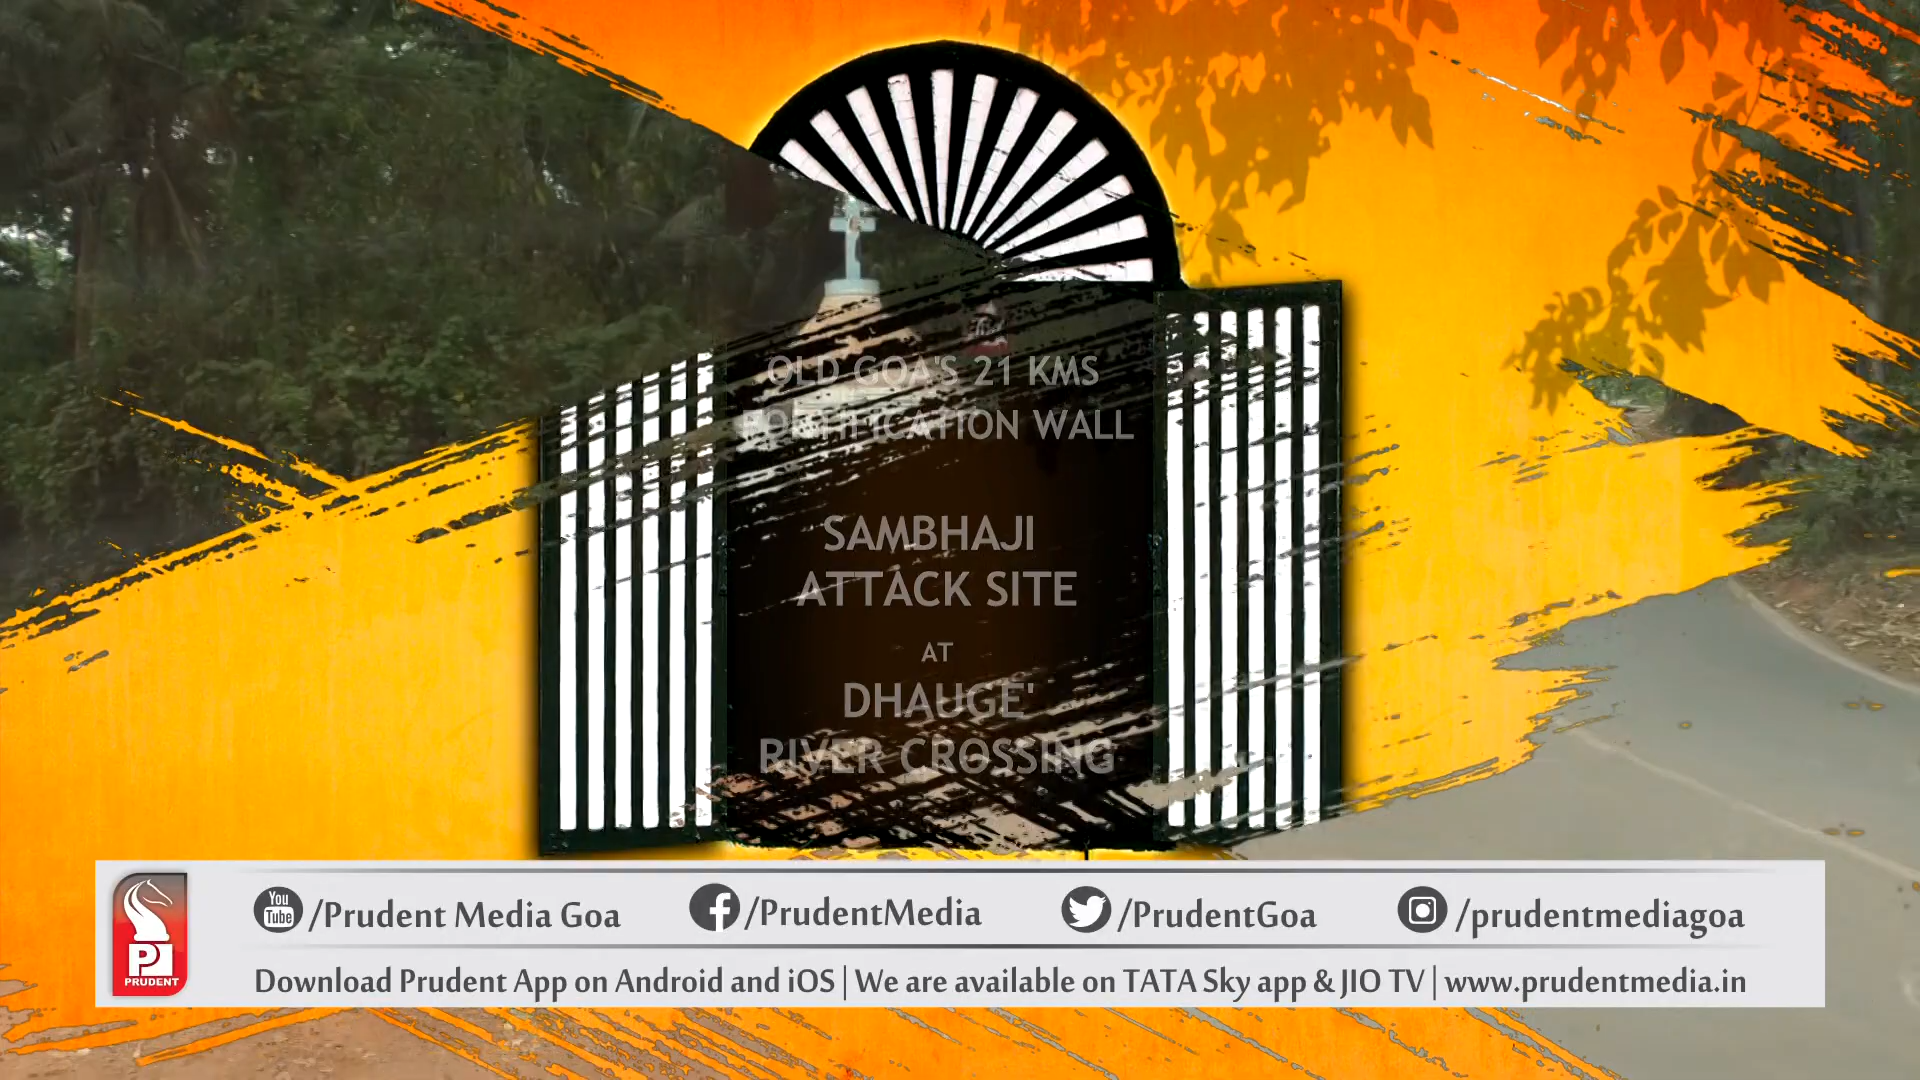 OLD GOA'S 21 KMS
FORTIFICATION WALL
SAMBHAJI
ATTACK SITE
AT
DHAUGE'
RIVER CROSSING
You Tube /Prudent Media Goa
/PrudentMedia
/PrudentGoa
/prudentmediagoa
PRUDENT
Download Prudent App on Android and iOS | We are available on TATA Sky app & JIO TV | www.prudentmedia.in